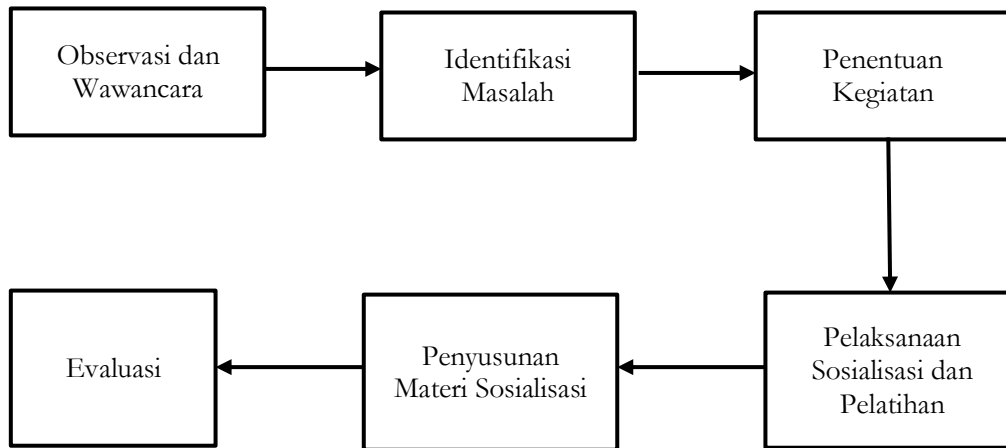 Observasi dan
Wawancara
Identifikasi
Masalah
Penentuan
Kegiatan
Pelaksanaan
Sosialisasi dan
Pelatihan
Penyusunan
Materi Sosialisasi
Evaluasi